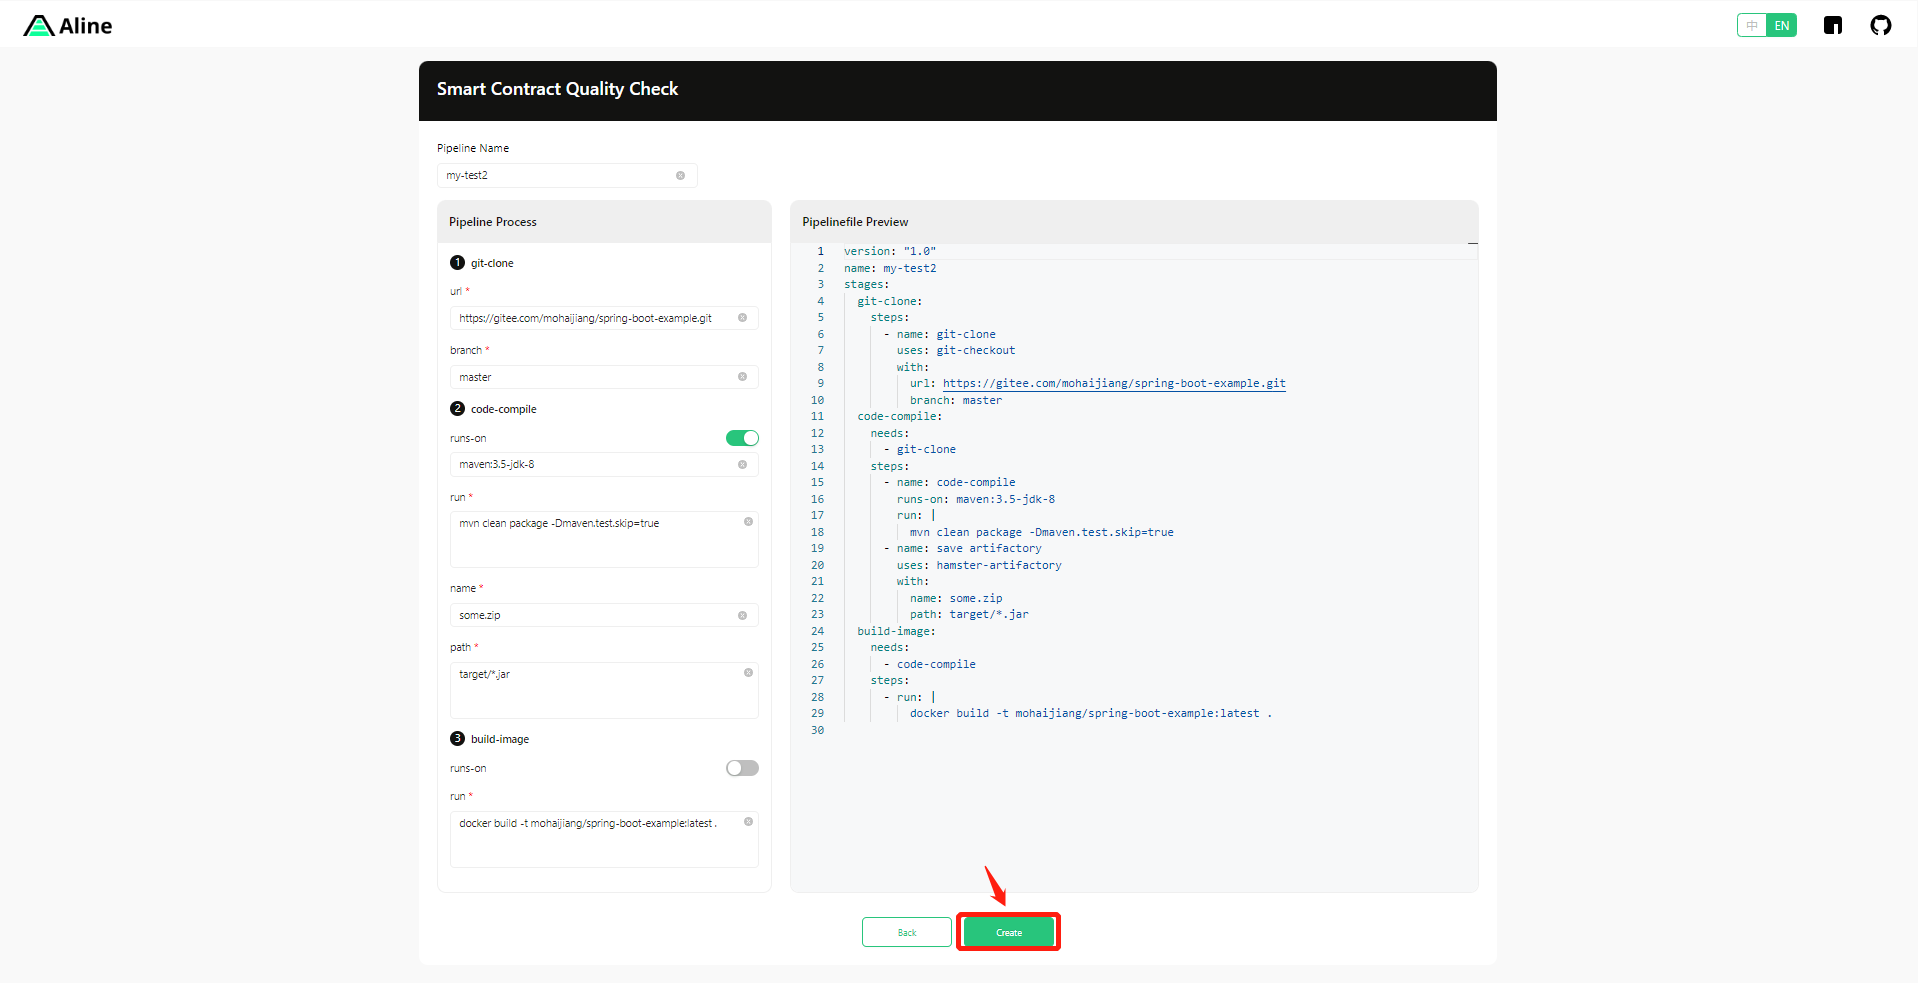 Aline
中 EN
Smart Contract Quality Check
Pipeline Name
my-test2
Pipeline Process
1 git-clone
url *
https://gitee.com/mohaijiang/spring-boot-example.git
branch *
master
2 code-compile
runs-on
maven:3.5-jdk-8
run *
mvn clean package -Dmaven.test.skip=true
name *
some.zip
path *
target/*.jar
3 build-image
runs-on
run *
docker build -t mohaijiang/spring-boot-example:latest .
Pipelinefile Preview
1 version: "1.0"
2 name: my-test2
3 stages:
4 git-clone:
5 steps:
6 - name: git-clone
7 uses: git-checkout
8 with:
9 url: https://gitee.com/mohaijiang/spring-boot-example.git
10 branch: master
11 code-compile:
12 needs:
13 - git-clone
14 steps:
15 - name: code-compile
16 runs-on: maven:3.5-jdk-8
17 run: |
18 mvn clean package -Dmaven.test.skip=true
19 - name: save artifactory
20 uses: hamster-artifactory
21 with:
22 name: some.zip
23 path: target/*.jar
24 build-image:
25 needs:
26 - code-compile
27 steps:
28 - run: |
29 docker build -t mohaijiang/spring-boot-example:latest .
30
Back
Create